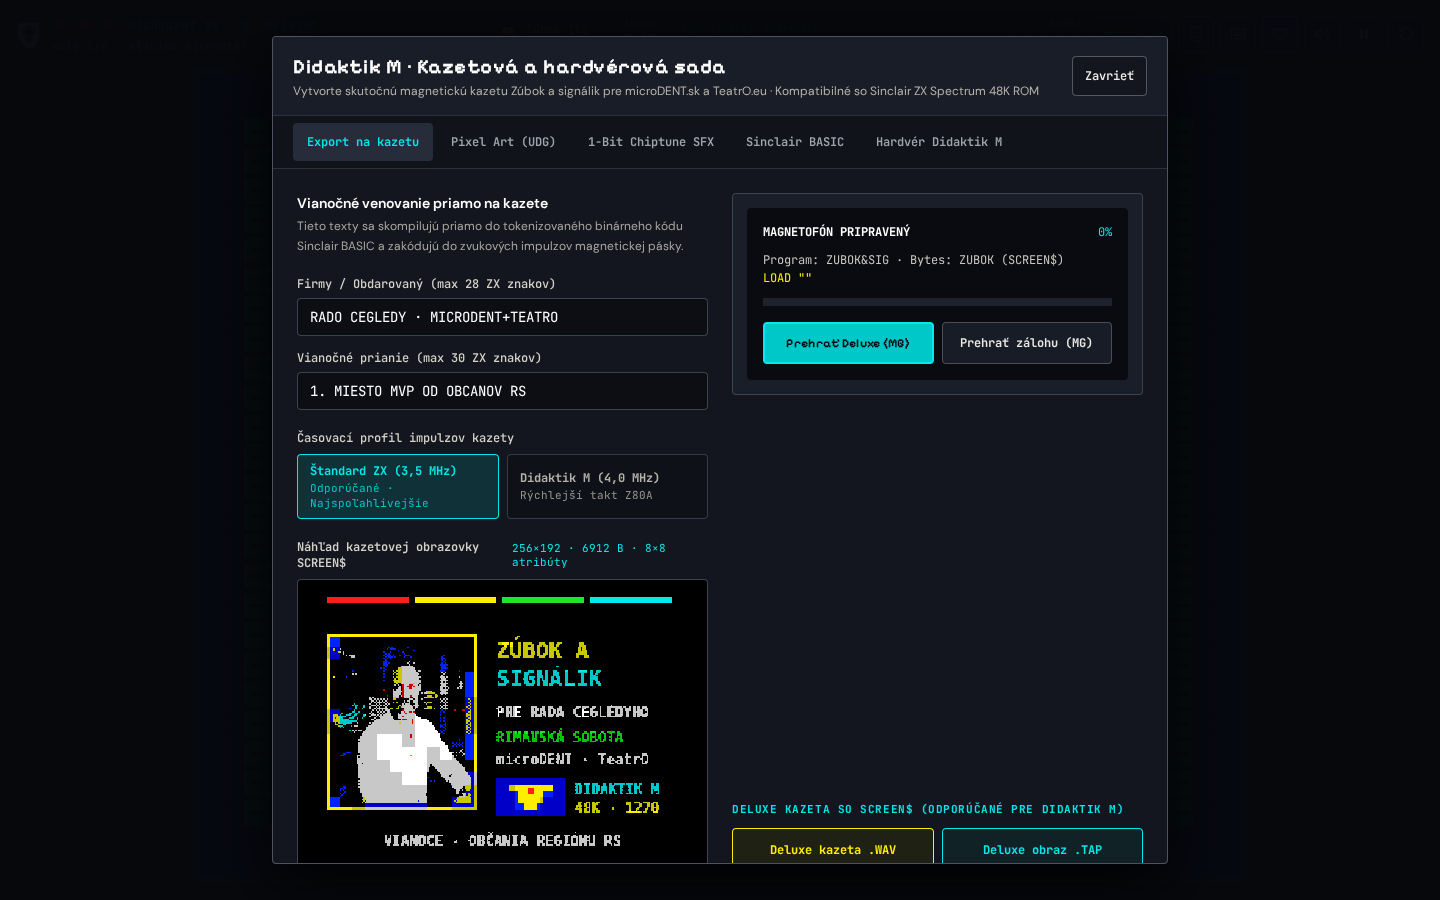 Didaktik M · Kazetová a hardvérová sada
Vytvorte skutočnú magnetickú kazetu Zúbok a signálik pre microDENT.sk a TeatrO.eu · Kompatibilné so Sinclair ZX Spectrum 48K ROM
Zavrieť
Export na kazetu
Pixel Art (UDG)
1-Bit Chiptune SFX
Sinclair BASIC
Hardvér Didaktik M
Vianočné venovanie priamo na kazete
Tieto texty sa skompilujú priamo do tokenizovaného binárneho kódu
Sinclair BASIC a zakódujú do zvukových impulzov magnetickej pásky.
Firmy / Obdarovaný (max 28 ZX znakov)
RADO CEGLEDY · MICRODENT+TEATRO
Vianočné prianie (max 30 ZX znakov)
1. MIESTO MVP OD OBCANOV RS
Časovací profil impulzov kazety
Štandard ZX (3,5 MHz)
Odporúčané ·
Najspoľahlivejšie
Didaktik M (4,0 MHz)
Rýchlejší takt Z80A
Náhľad kazetovej obrazovky
SCREEN$
256×192 · 6912 B · 8×8
atribúty
ZÚBOK A
SIGNÁLIK
PRE RADA CEGLEDYHO
RIMAVSKÁ SOBOTA
microDENT · TeatrO
DIDAKTIK M
48K · 1270
VIANOCE · OBČANIA REGIÓNU RS
MAGNETOFÓN PRIPRAVENÝ
0%
Program: ZUBOK&SIG · Bytes: ZUBOK (SCREEN$)
LOAD ""
Prehrať Deluxe (MG)
Prehrať zálohu (MG)
DELUXE KAZETA SO SCREEN$ (ODPORÚČANÉ PRE DIDAKTIK M)
Deluxe kazeta .WAV
Deluxe obraz .TAP